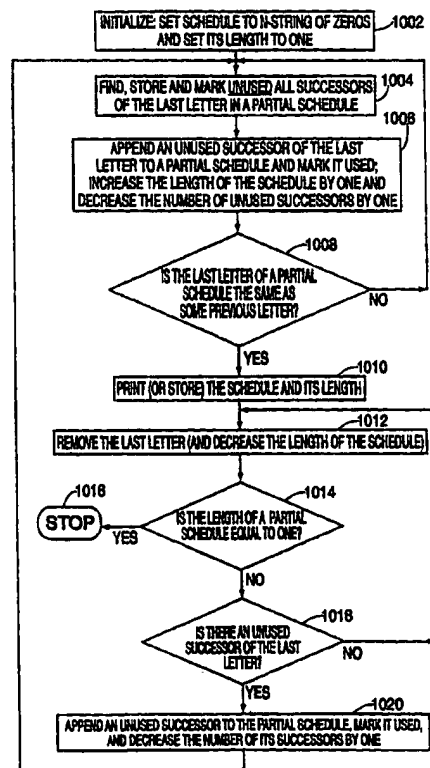 INITIALIZE: SET SCHEDULE TO N-STRING OF ZEROS
AND SET ITS LENGTH TO ONE
1002
FIND, STORE AND MARK UNUSED ALL SUCCESSORS
OF THE LAST LETTER IN A PARTIAL SCHEDULE
1004
1006
APPEND AN UNUSED SUCCESSOR OF THE LAST
LETTER TO A PARTIAL SCHEDULE AND MARK IT USED;
INCREASE THE LENGTH OF THE SCHEDULE BY ONE AND
DECREASE THE NUMBER OF UNUSED SUCCESSORS BY ONE
1008
IS THE LAST LETTER OF A PARTIAL
SCHEDULE THE SAME AS
SOME PREVIOUS LETTER?
NO
YES
1010
PRINT (OR STORE) THE SCHEDULE AND ITS LENGTH
1012
REMOVE THE LAST LETTER (AND DECREASE THE LENGTH OF THE SCHEDULE)
1018
1014
STOP
IS THE LENGTH OF A PARTIAL
SCHEDULE EQUAL TO ONE?
YES
NO
1016
IS THERE AN UNUSED
SUCCESSOR OF THE LAST
LETTER?
NO
YES
1020
APPEND AN UNUSED SUCCESSOR TO THE PARTIAL SCHEDULE, MARK IT USED,
AND DECREASE THE NUMBER OF ITS SUCCESSORS BY ONE